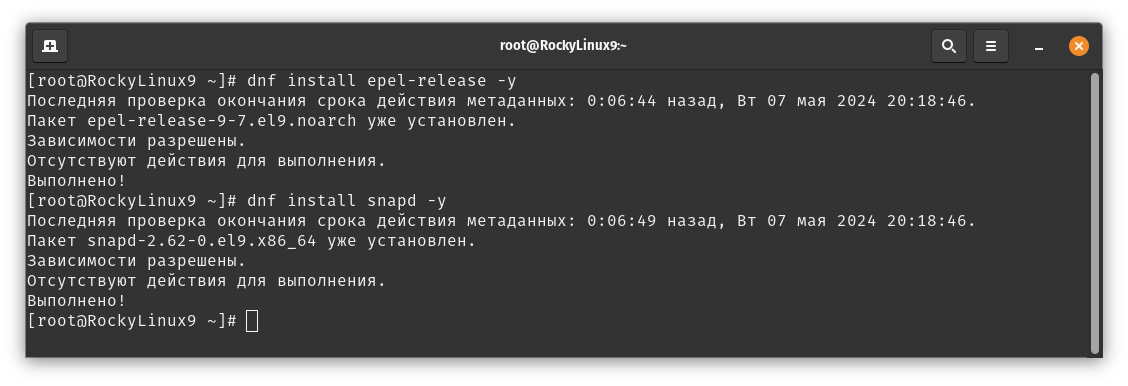 root@RockyLinux9:~
[root@RockyLinux9 ~]# dnf install epel-release -y
Последняя проверка окончания срока действия метаданных: 0:06:44 назад, Вт 07 мая 2024 20:18:46.
Пакет epel-release-9-7.el9.noarch уже установлен.
Зависимости разрешены.
Отсутствуют действия для выполнения.
Выполнено!
[root@RockyLinux9 ~]# dnf install snapd -y
Последняя проверка окончания срока действия метаданных: 0:06:49 назад, Вт 07 мая 2024 20:18:46.
Пакет snapd-2.62-0.el9.x86_64 уже установлен.
Зависимости разрешены.
Отсутствуют действия для выполнения.
Выполнено!
[root@RockyLinux9 ~]#